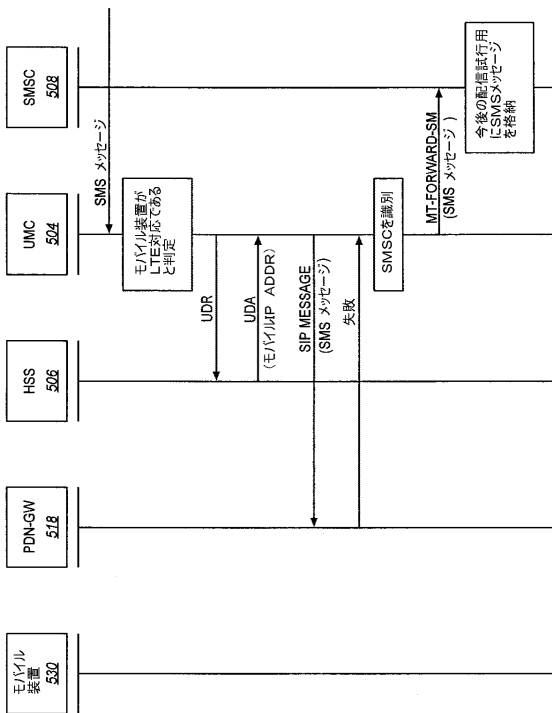 モバイル
装置
530
PDN-GW
518
HSS
506
UMC
504
SMSC
508
SMS メッセージ
モバイル装置が
LTE対応である
と判定
UDR
UDA
(モバイルIP ADDR)
SIP MESSAGE
(SMS メッセージ)
失敗
SMSCを識別
MT-FORWARD-SM
(SMS メッセージ )
今後の配信試行用
にSMSメッセージ
を格納